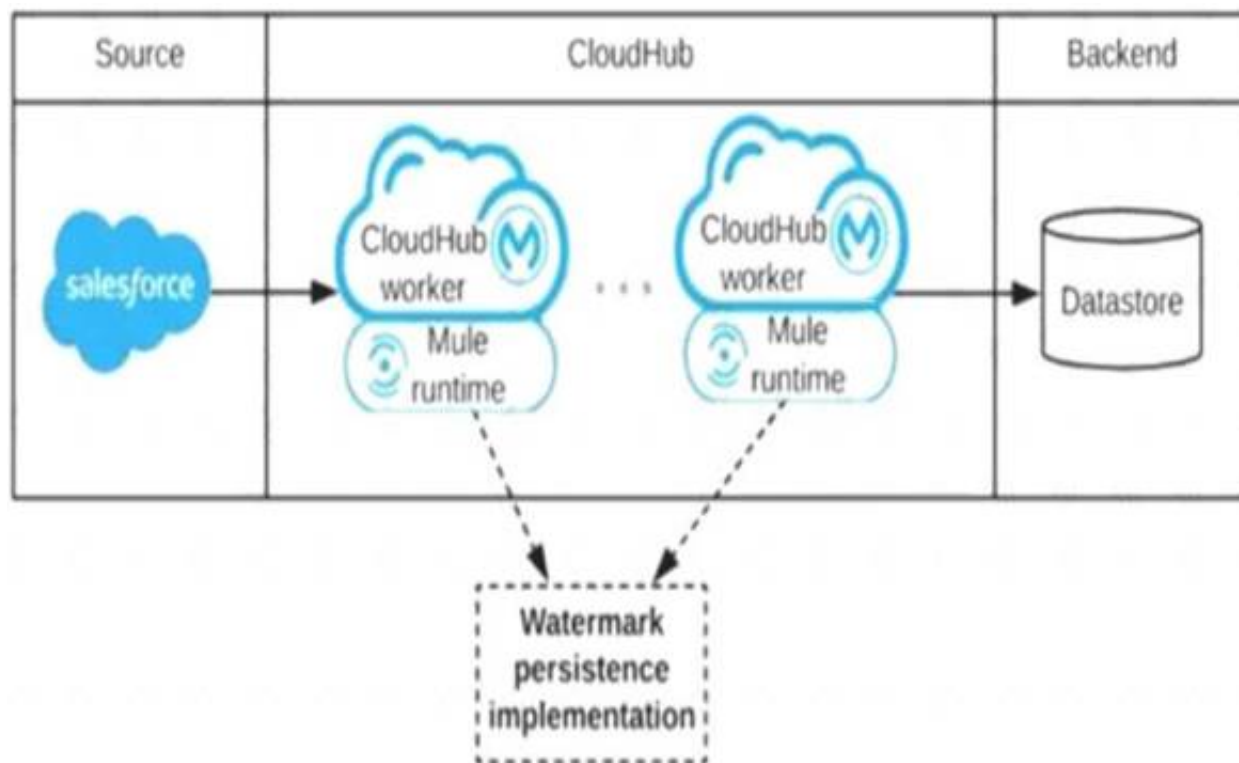 Source
CloudHub
Backend
salesforce
CloudHub
worker
Mule
runtime
CloudHub
worker
Mule
runtime
Datastore
Watermark
persistence
implementation